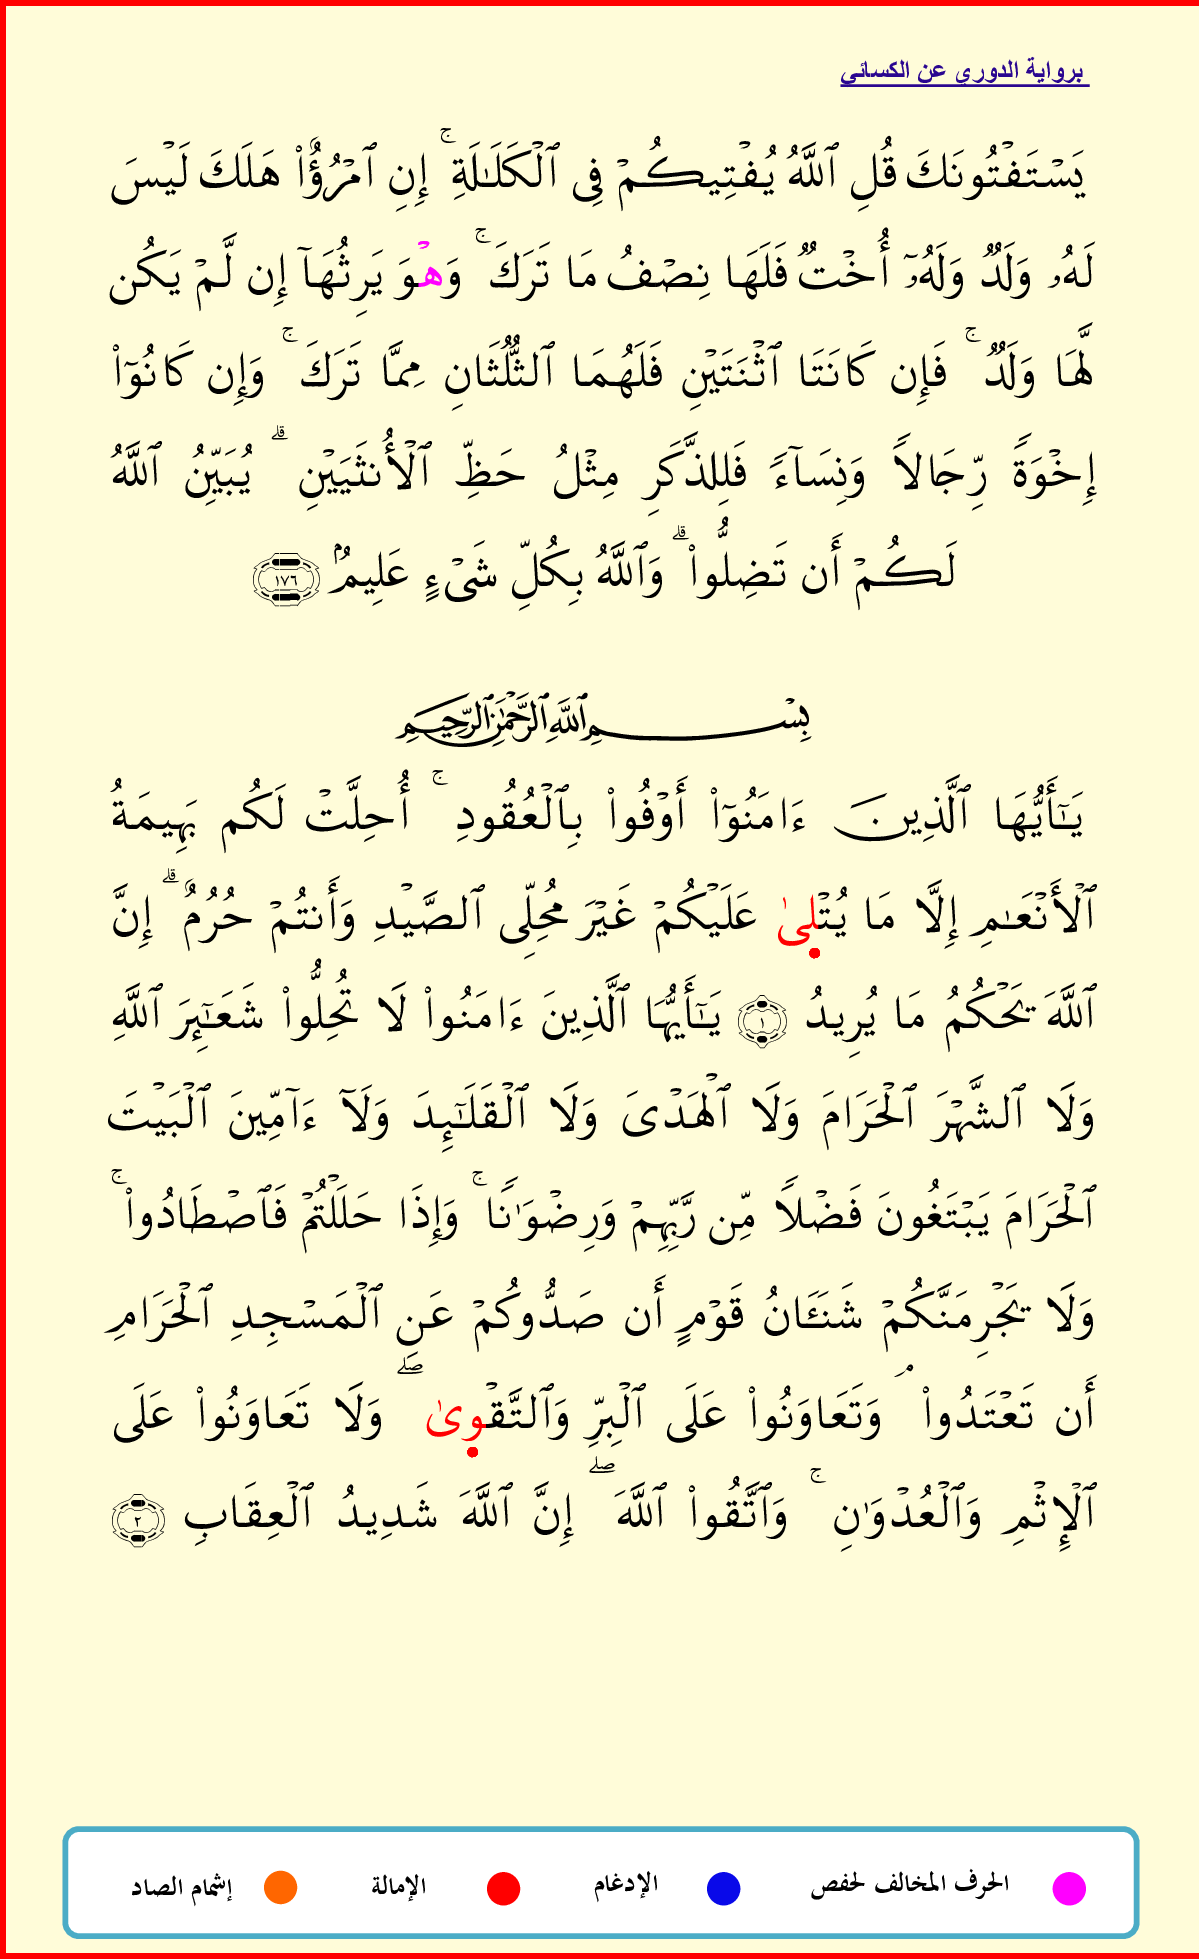 برواية الدوري عن الكسائي
يَسۡتَفۡتُونَكَ قُلِ ٱللَّهُ يُفۡتِيكُمۡ فِي ٱلۡكَلَٰلَةِۚ إِنِ ٱمۡرُؤٌاْ هَلَكَ لَيۡسَ
لَهُۥ وَلَدٞ وَلَهُۥٓ أُخۡتٞ فَلَهَا نِصۡفُ مَا تَرَكَۚ وَهۡوَ يَرِثُهَآ إِن لَّمۡ يَكُن
لَّهَا وَلَدٞۚ فَإِن كَانَتَا ٱثۡنَتَيۡنِ فَلَهُمَا ٱلثُّلُثَانِ مِمَّا تَرَكَۚ وَإِن كَانُوٓاْ
إِخۡوَةٗ رِّجَالٗا وَنِسَآءٗ فَلِلذَّكَرِ مِثۡلُ حَظِّ ٱلۡأُنثَيَيۡنِۗ يُبَيِّنُ ٱللَّهُ
لَكُمۡ أَن تَضِلُّواْۗ وَٱللَّهُ بِكُلِّ شَيۡءٍ عَلِيمُۢ ١٧٦
بِسۡمِ ٱللَّهِ ٱلرَّحۡمَٰنِ ٱلرَّحِيمِ
يَٰٓأَيُّهَا ٱلَّذِينَ ءَامَنُوٓاْ أَوۡفُواْ بِٱلۡعُقُودِۚ أُحِلَّتۡ لَكُم بَهِيمَةُ
ٱلۡأَنۡعَٰمِ إِلَّا مَا يُتۡلِىٰ عَلَيۡكُمۡ غَيۡرَ مُحِلِّي ٱلصَّيۡدِ وَأَنتُمۡ حُرُمٌۗ إِنَّ
ٱللَّهَ يَحۡكُمُ مَا يُرِيدُ ١ يَٰٓأَيُّهَا ٱلَّذِينَ ءَامَنُواْ لَا تُحِلُّواْ شَعَٰٓئِرَ ٱللَّهِ
وَلَا ٱلشَّهۡرَ ٱلۡحَرَامَ وَلَا ٱلۡهَدۡيَ وَلَا ٱلۡقَلَٰٓئِدَ وَلَآ ءَآمِّينَ ٱلۡبَيۡتَ
ٱلۡحَرَامَ يَبۡتَغُونَ فَضۡلٗا مِّن رَّبِّهِمۡ وَرِضۡوَٰنٗاۚ وَإِذَا حَلَلۡتُمۡ فَٱصۡطَادُواْۚ
وَلَا يَجۡرِمَنَّكُمۡ شَنَـَٔانُ قَوۡمٍ أَن صَدُّوكُمۡ عَنِ ٱلۡمَسۡجِدِ ٱلۡحَرَامِ
أَن تَعۡتَدُواْۘ وَتَعَاوَنُواْ عَلَى ٱلۡبِرِّ وَٱلتَّقۡوِىٰۖ وَلَا تَعَاوَنُواْ عَلَى
ٱلۡإِثۡمِ وَٱلۡعُدۡوَٰنِۚ وَٱتَّقُواْ ٱللَّهَۖ إِنَّ ٱللَّهَ شَدِيدُ ٱلۡعِقَابِ ٢
الحرف المخالف لحفص الإدغام الإمالة إشمام الصاد